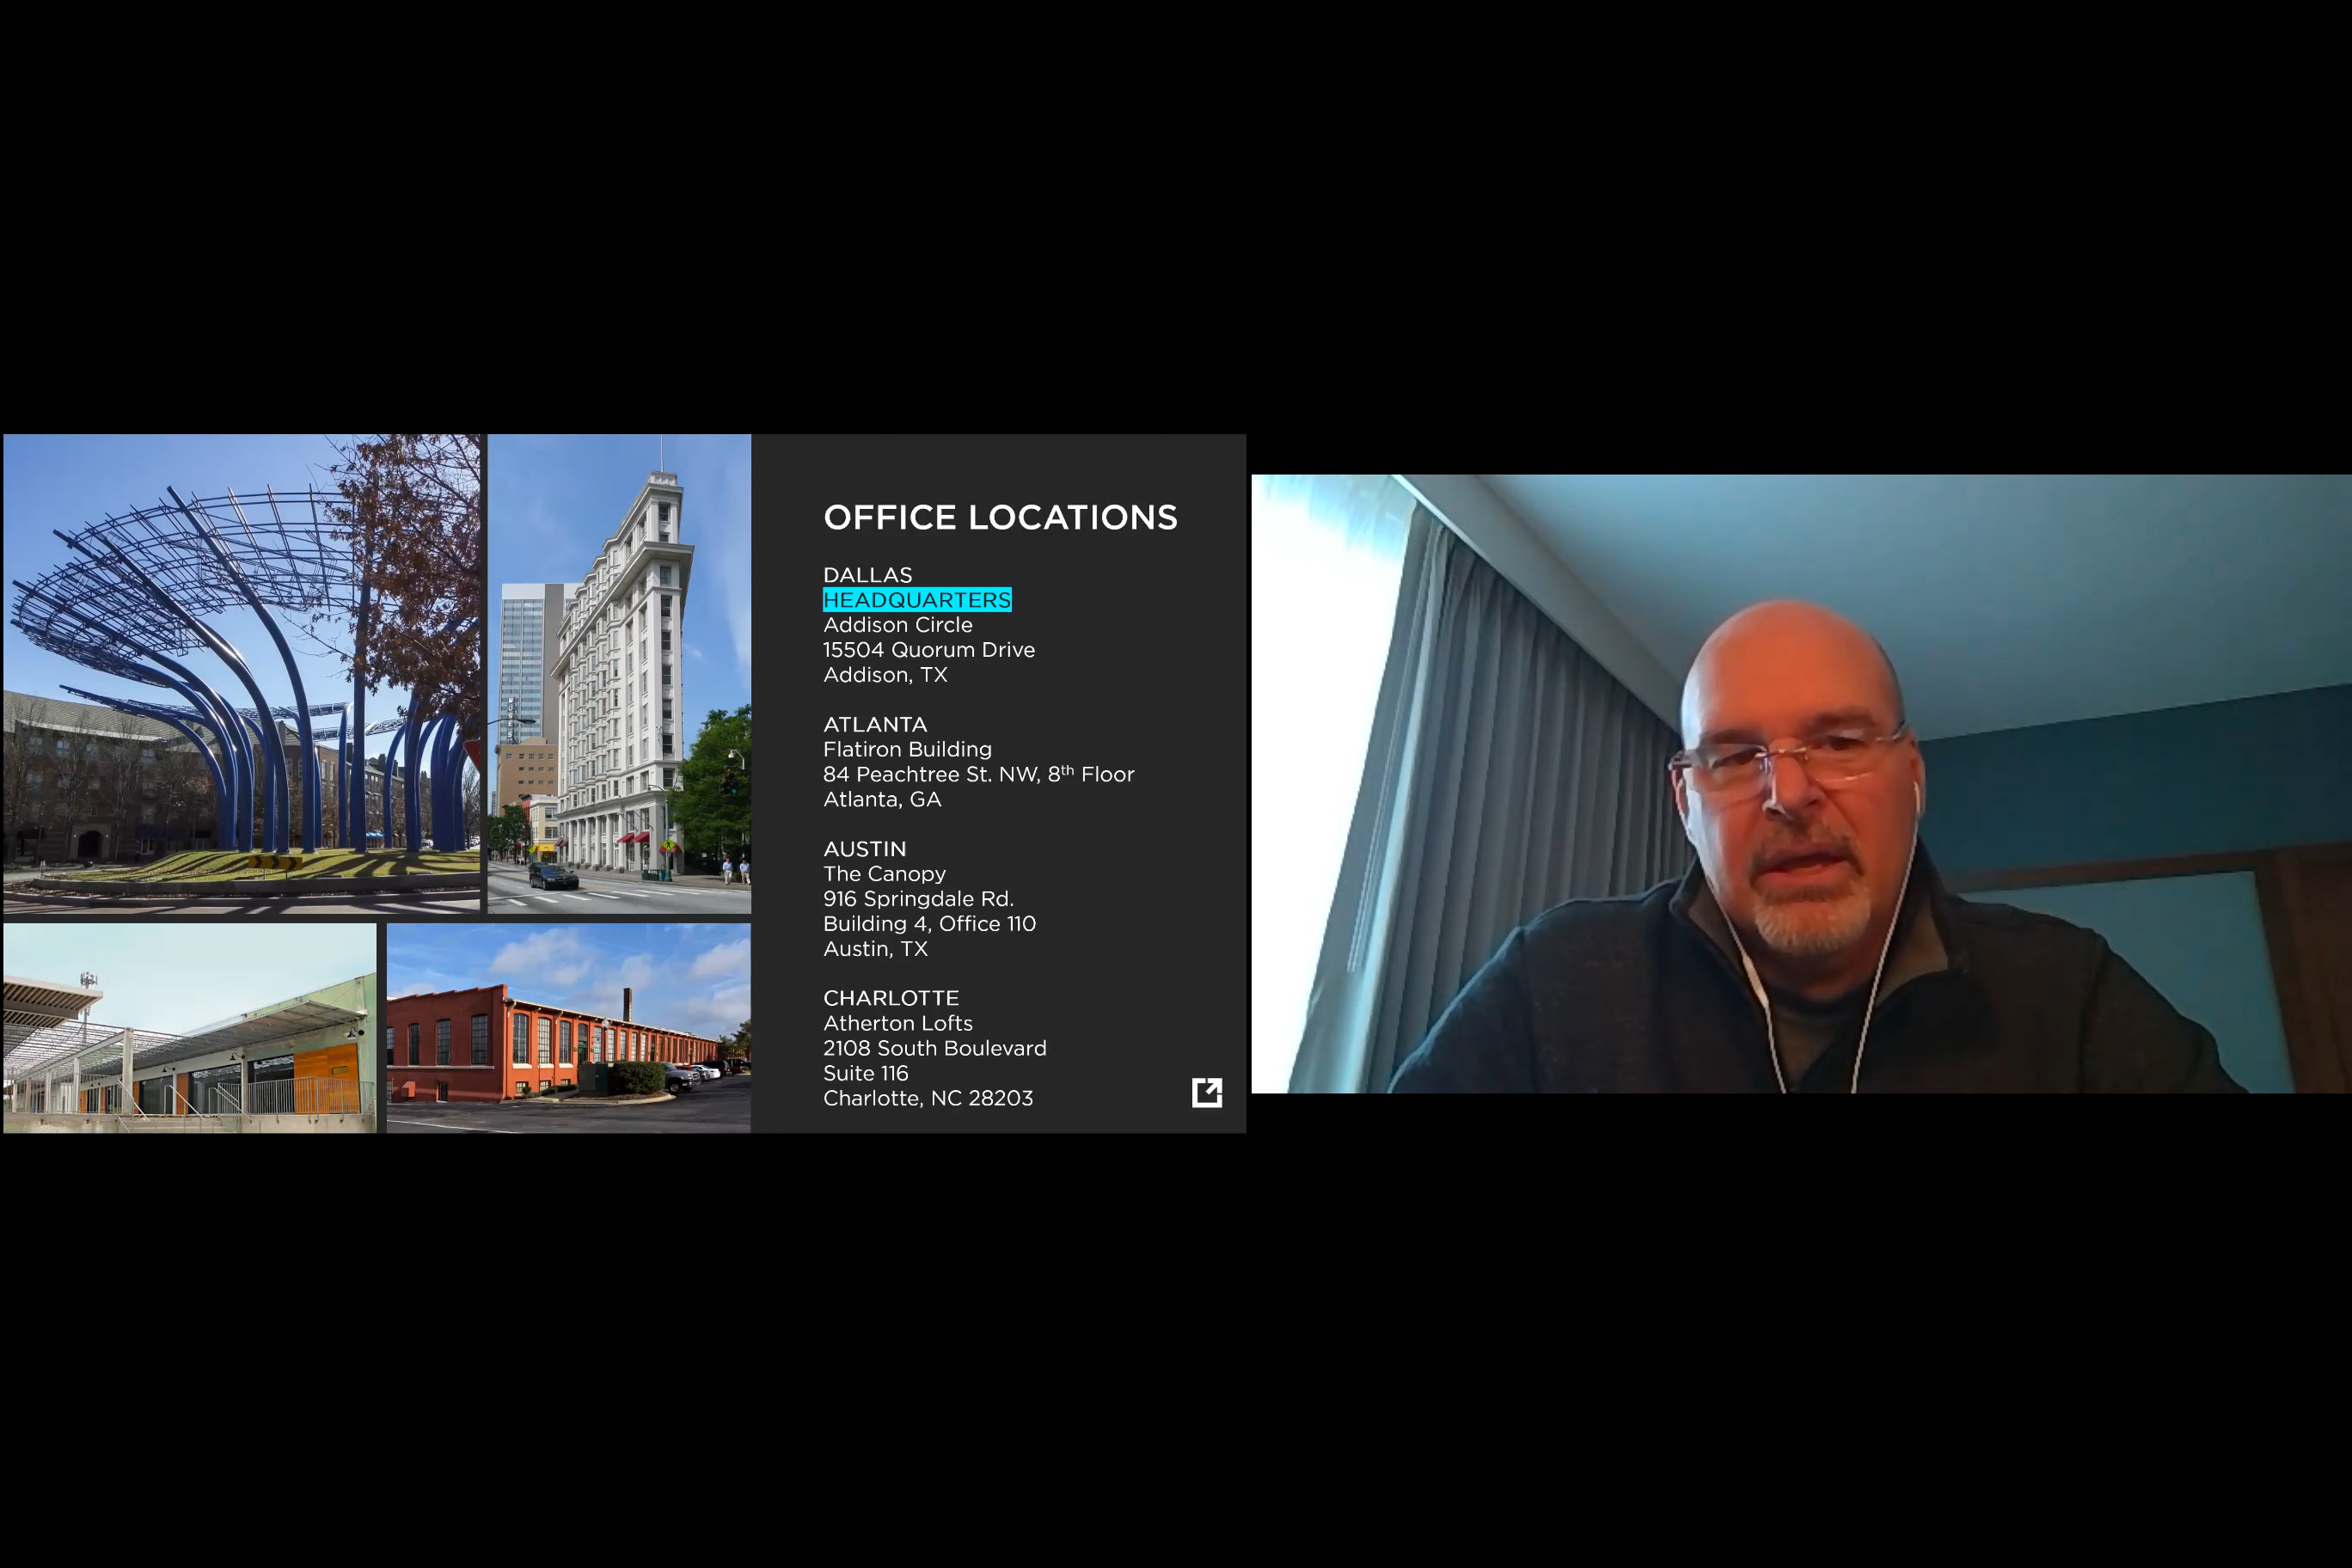 OFFICE LOCATIONS
DALLAS
HEADQUARTERS
Addison Circle
15504 Quorum Drive
Addison, TX
ATLANTA
Flatiron Building
84 Peachtree St. NW, 8th Floor
Atlanta, GA
AUSTIN
The Canopy
916 Springdale Rd.
Building 4, Office 110
Austin, TX
CHARLOTTE
Atherton Lofts
2108 South Boulevard
Suite 116
Charlotte, NC 28203